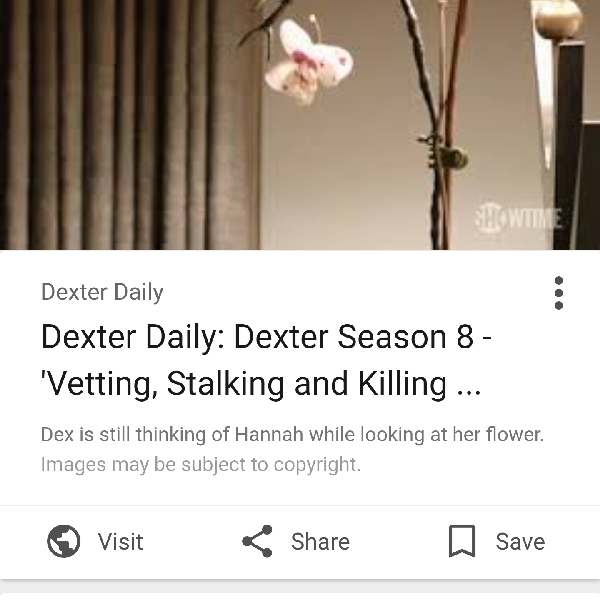 SHOWTIME
Dexter Daily
Dexter Daily: Dexter Season 8 -
'Vetting, Stalking and Killing ...
Dex is still thinking of Hannah while looking at her flower.
Images may be subject to copyright.
Visit
Share
Save